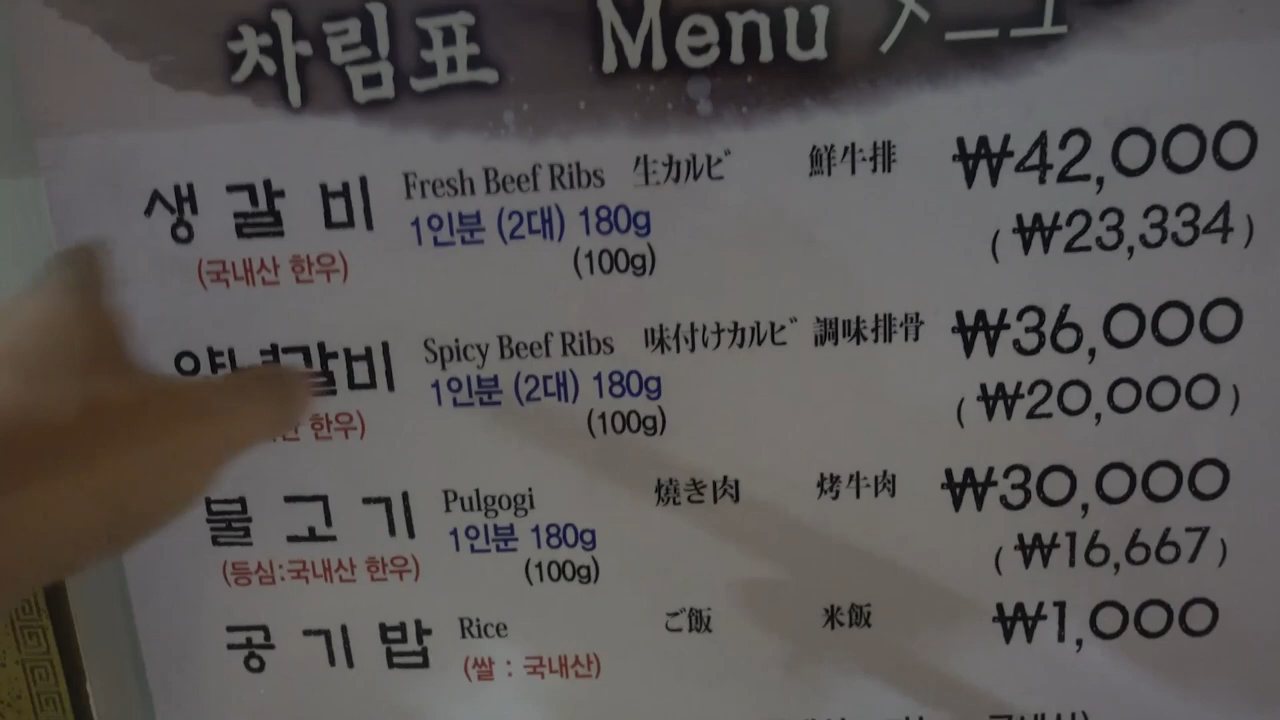 차림표 Menu メニュー
생 갈 비 Fresh Beef Ribs 生カルビ 鮮牛排 ₩42,000
1인분 (2대) 180g
(국내산 한우) (100g) (₩23,334)
양념갈비 Spicy Beef Ribs 味付けカルビ 調味排骨 ₩36,000
1인분 (2대) 180g
한우) (100g) (₩20,000)
불 고 기 Pulgogi 燒き肉 烤牛肉 ₩30,000
1인분 180g
(등심:국내산 한우) (100g) (₩16,667)
공 기 밥 Rice ご飯 米飯 ₩1,000
(쌀 : 국내산)